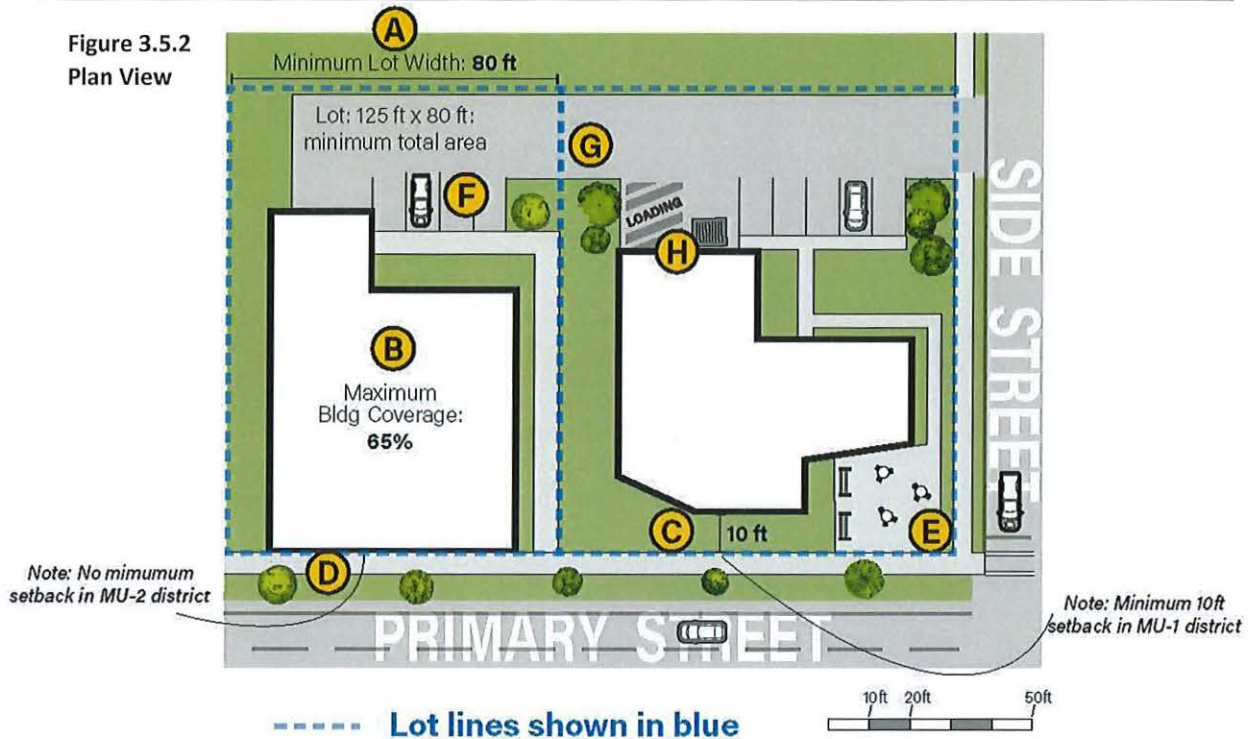 Figure 3.5.2
Plan View
A
Minimum Lot Width: 80 ft
Lot: 125 ft x 80 ft:
minimum total area
G
F
LOADING
H
B
Maximum
Bldg Coverage:
65%
SIDE STREET
C
10 ft
E
D
Note: No mimumum
setback in MU-2 district
Note: Minimum 10ft
setback in MU-1 district
PRIMARY STREET
Lot lines shown in blue
10ft 20ft 50ft